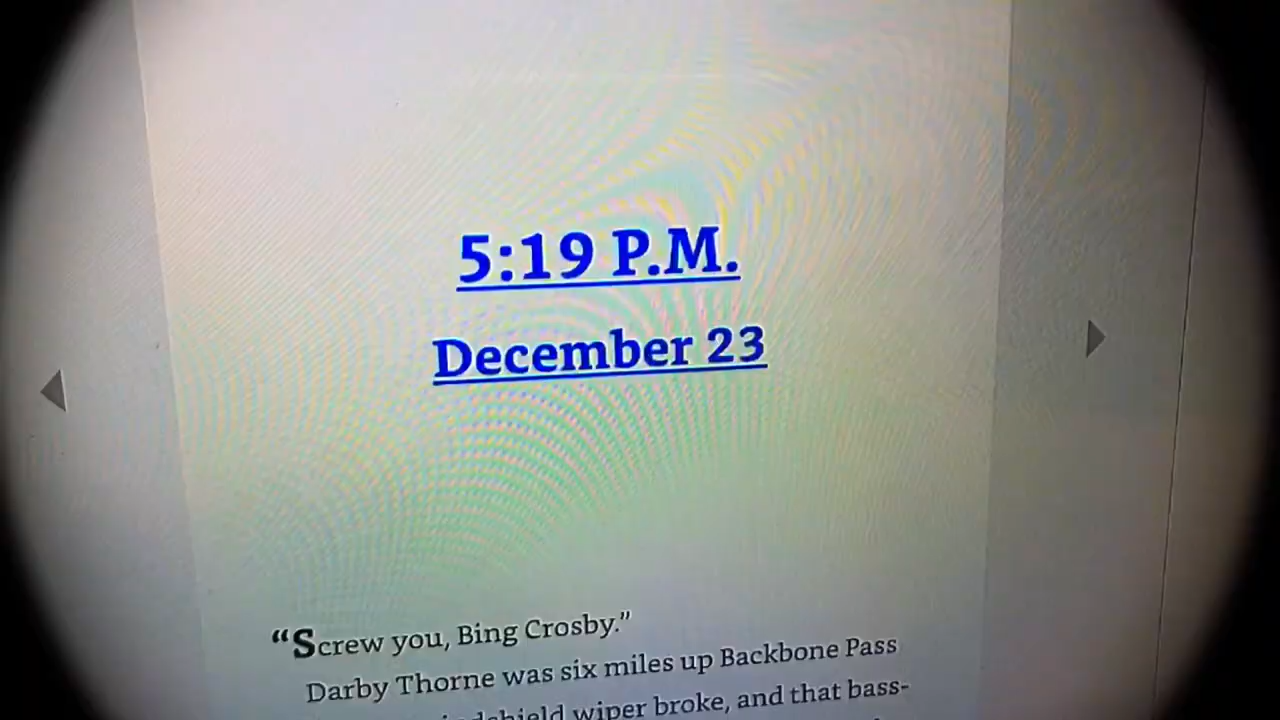 5:19 P.M.
December 23
“Screw you, Bing Crosby.”
Darby Thorne was six miles up Backbone Pass
wiper broke, and that bass-